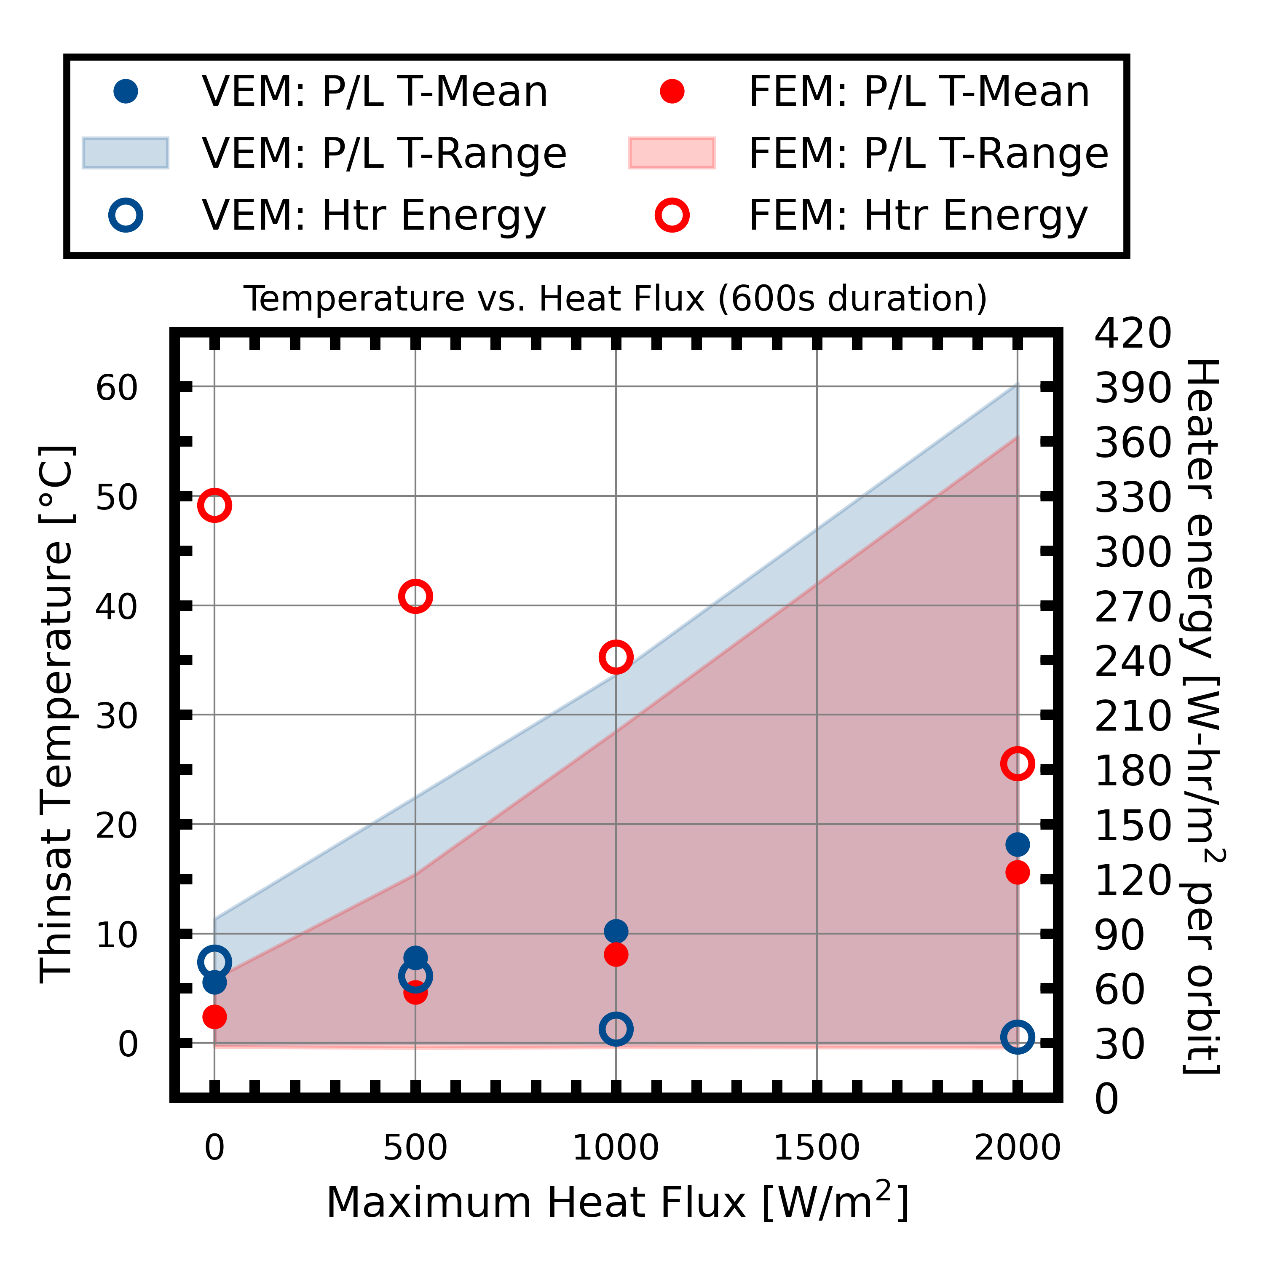 VEM: P/L T-Mean
FEM: P/L T-Mean
VEM: P/L T-Range
FEM: P/L T-Range
VEM: Htr Energy
FEM: Htr Energy
Temperature vs. Heat Flux (600s duration)
Thinsat Temperature [°C]
60
50
40
30
20
10
0
420
390
360
330
300
270
240
210
180
150
120
90
60
30
0
Heater energy [W-hr/m² per orbit]
0
500
1000
1500
2000
Maximum Heat Flux [W/m²]